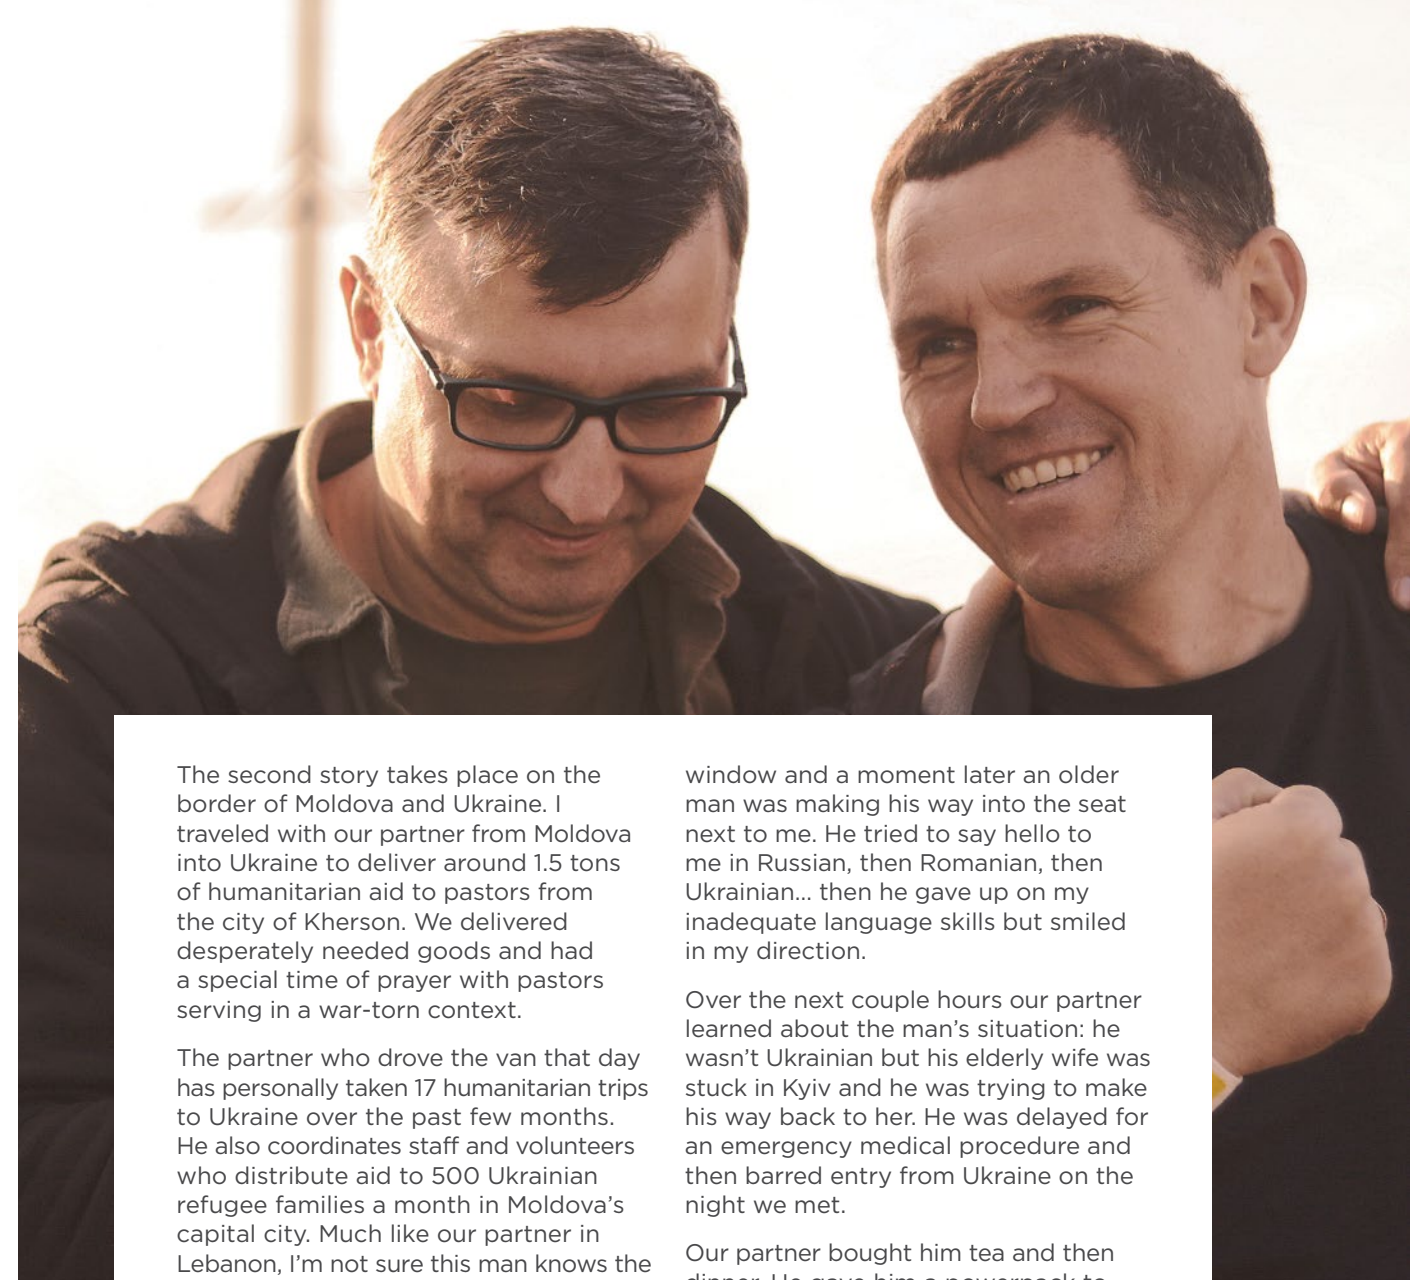 The second story takes place on the
border of Moldova and Ukraine. I
traveled with our partner from Moldova
into Ukraine to deliver around 1.5 tons
of humanitarian aid to pastors from
the city of Kherson. We delivered
desperately needed goods and had
a special time of prayer with pastors
serving in a war-torn context.
The partner who drove the van that day
has personally taken 17 humanitarian trips
to Ukraine over the past few months.
He also coordinates staff and volunteers
who distribute aid to 500 Ukrainian
refugee families a month in Moldova’s
capital city. Much like our partner in
Lebanon, I’m not sure this man knows the
window and a moment later an older
man was making his way into the seat
next to me. He tried to say hello to
me in Russian, then Romanian, then
Ukrainian... then he gave up on my
inadequate language skills but smiled
in my direction.
Over the next couple hours our partner
learned about the man’s situation: he
wasn’t Ukrainian but his elderly wife was
stuck in Kyiv and he was trying to make
his way back to her. He was delayed for
an emergency medical procedure and
then barred entry from Ukraine on the
night we met.
Our partner bought him tea and then
dinner. He gave him a powerpack to